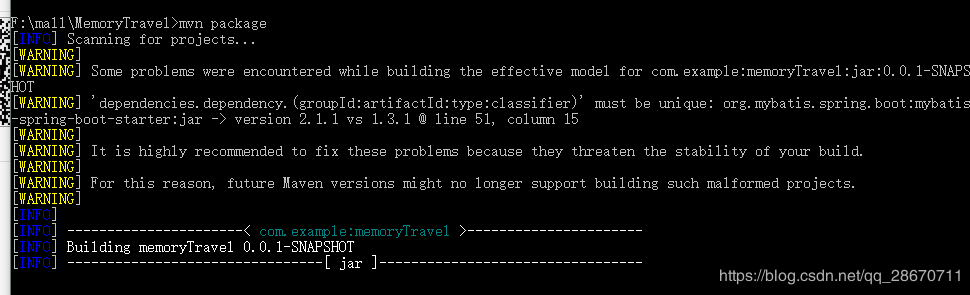 F:\mall\MemoryTravel>mvn package
[INFO] Scanning for projects...
[WARNING]
[WARNING] Some problems were encountered while building the effective model for com.example:memoryTravel:jar:0.0.1-SNAPS
HOT
[WARNING] 'dependencies.dependency.(groupId:artifactId:type:classifier)' must be unique: org.mybatis.spring.boot:mybatis
-spring-boot-starter:jar -> version 2.1.1 vs 1.3.1 @ line 51, column 15
[WARNING]
[WARNING] It is highly recommended to fix these problems because they threaten the stability of your build.
[WARNING]
[WARNING] For this reason, future Maven versions might no longer support building such malformed projects.
[WARNING]
[INFO]
[INFO] ----------------------< com.example:memoryTravel >----------------------
[INFO] Building memoryTravel 0.0.1-SNAPSHOT
[INFO] --------------------------------[ jar ]---------------------------------
https://blog.csdn.net/qq_28670711